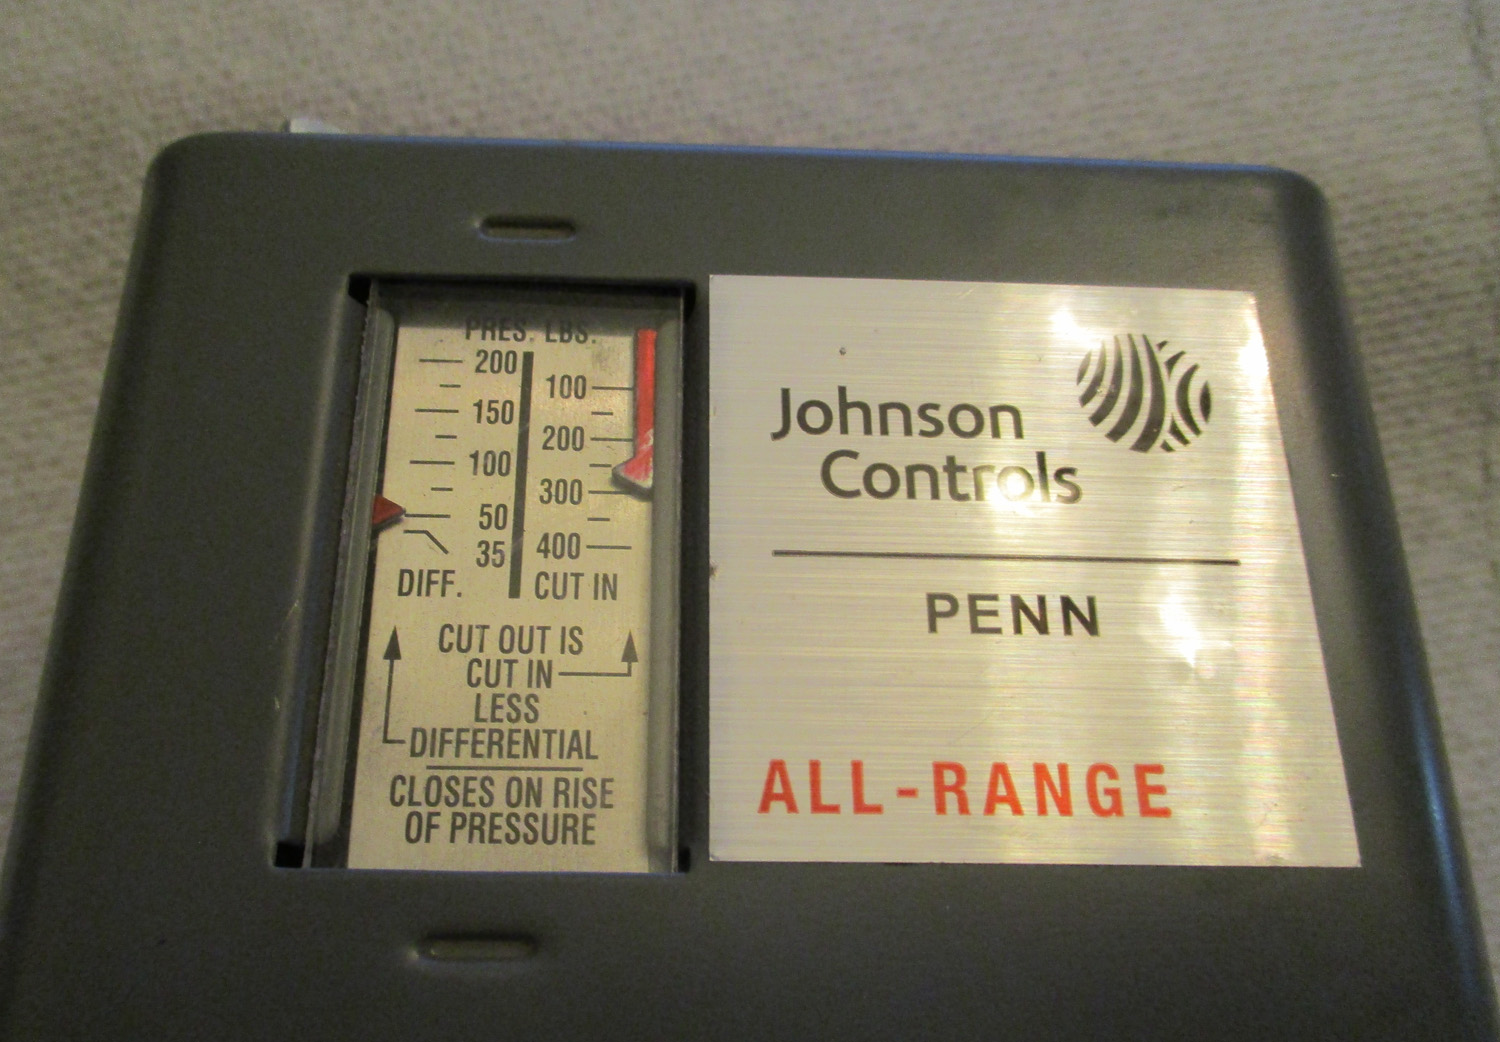 PRES. LBS.
200
150
100
50
35
DIFF.
100
200
300
400
CUT IN
CUT OUT IS
CUT IN
LESS
DIFFERENTIAL
CLOSES ON RISE
OF PRESSURE
Johnson
Controls
PENN
ALL-RANGE